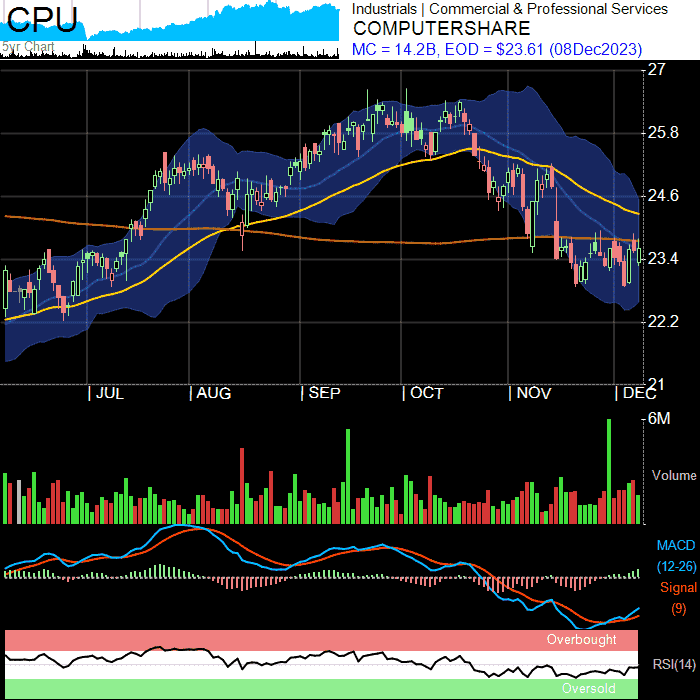 CPU
5yr Chart
Industrials | Commercial & Professional Services
COMPUTERSHARE
MC = 14.2B, EOD = $23.61 (08Dec2023)
27
25.8
24.6
23.4
22.2
21
| JUL | AUG | SEP | OCT | NOV | DEC
6M
Volume
MACD
(12-26)
Signal
(9)
Overbought
RSI(14)
Oversold